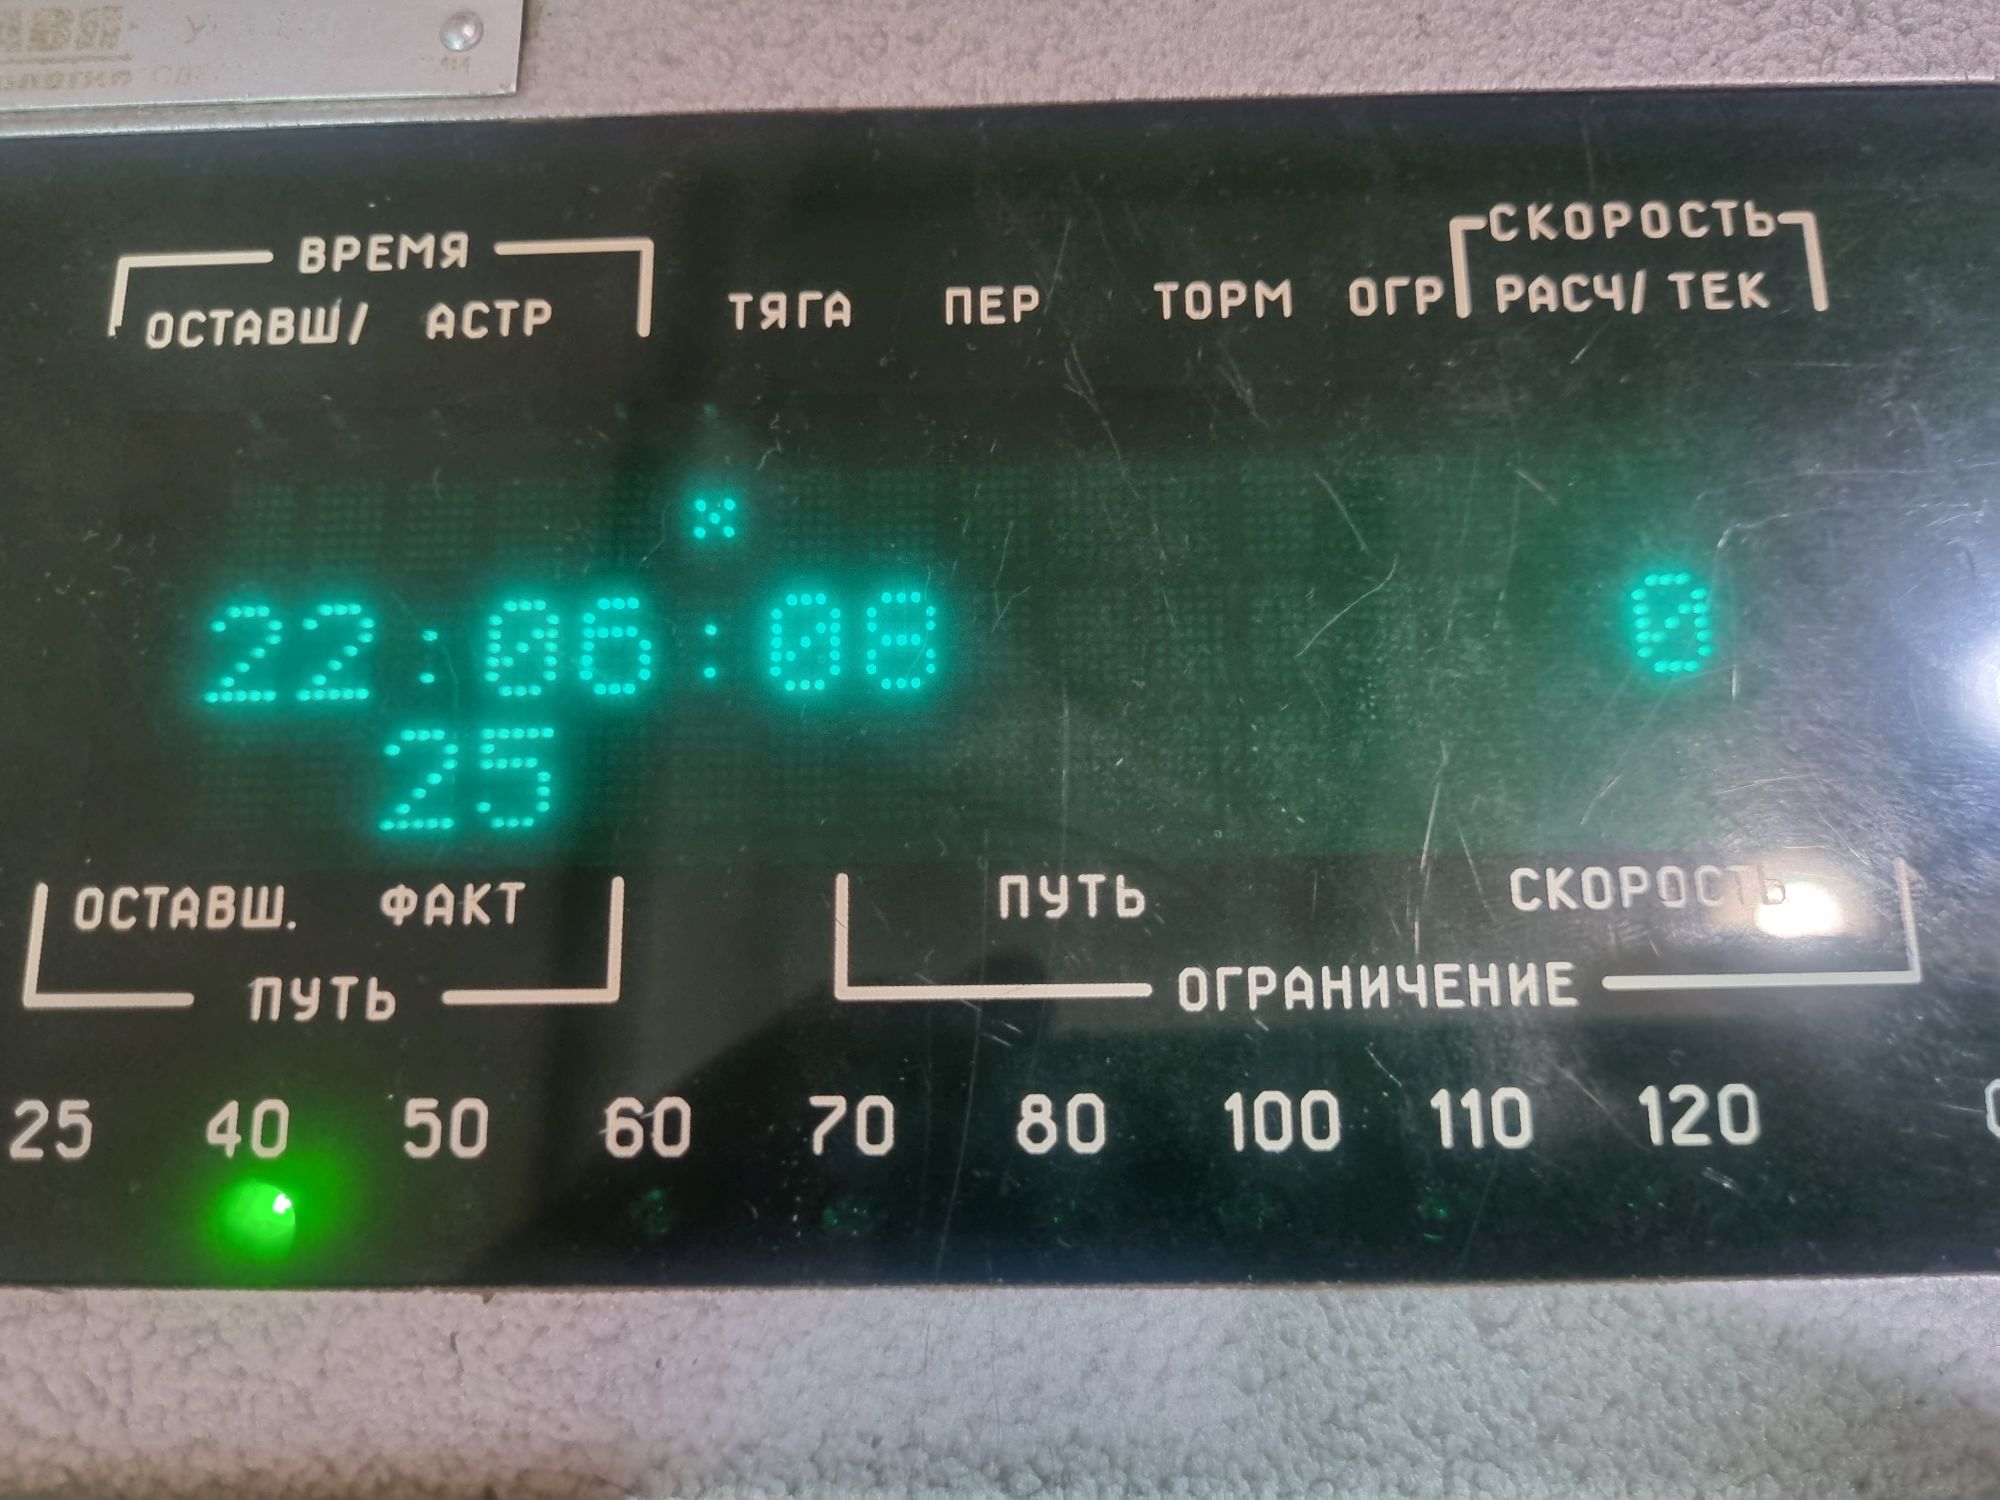 ВРЕМЯ
СКОРОСТЬ
ОСТАВШ/ АСТР ТЯГА ПЕР ТОРМ ОГР РАСЧ/ ТЕК
×
22:06:08 0
25
ОСТАВШ. ФАКТ ПУТЬ СКОРОСТЬ
ПУТЬ ОГРАНИЧЕНИЕ
25 40 50 60 70 80 100 110 120